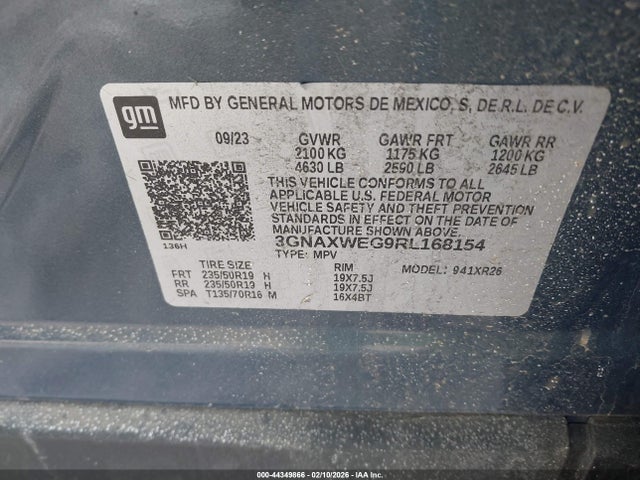 gm
MFD BY GENERAL MOTORS DE MEXICO, S, DE R.L. DE C.V.
09/23 GVWR GAWR FRT GAWR RR
2100 KG 1175 KG 1200 KG
4630 LB 2590 LB 2645 LB
THIS VEHICLE CONFORMS TO ALL
APPLICABLE U.S. FEDERAL MOTOR
VEHICLE SAFETY AND THEFT PREVENTION
STANDARDS IN EFFECT ON THE DATE OF
MANUFACTURE SHOWN ABOVE.
3GNAXWEG9RL168154
136H TYPE: MPV
TIRE SIZE RIM MODEL: 941XR26
FRT 235/50R19 H 19X7.5J
RR 235/50R19 H 19X7.5J
SPA T135/70R16 M 16X4BT
000-44349866 - 02/10/2026 - COPYRIGHT IAA, LLC.